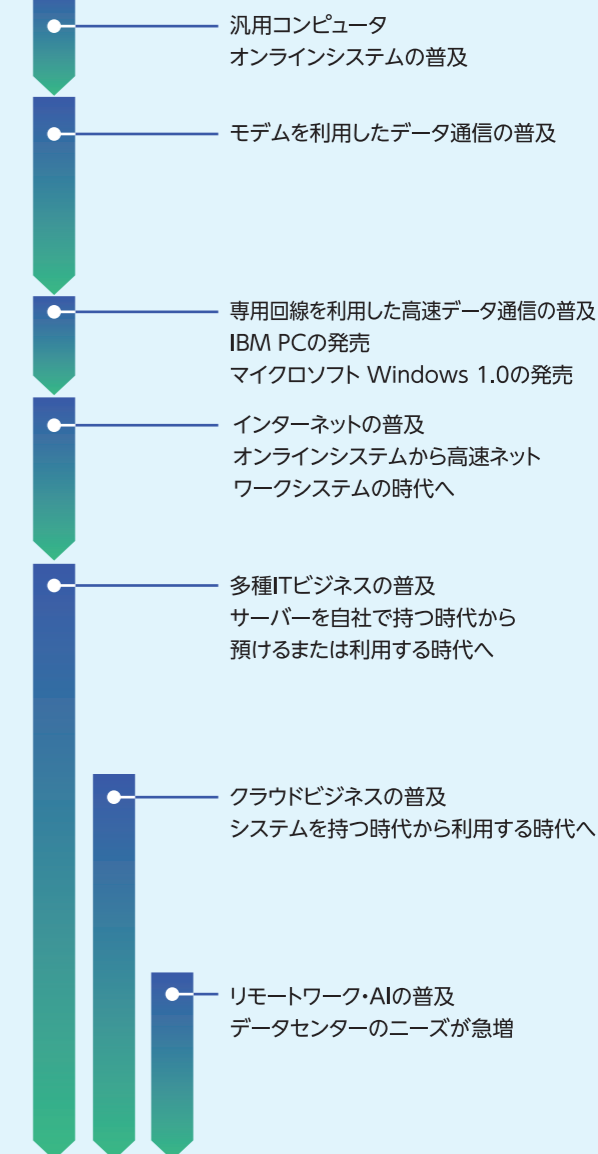 汎用コンピュータ
オンラインシステムの普及
モデムを利用したデータ通信の普及
専用回線を利用した高速データ通信の普及
IBM PCの発売
マイクロソフト Windows 1.0の発売
インターネットの普及
オンラインシステムから高速ネット
ワークシステムの時代へ
多種ITビジネスの普及
サーバーを自社で持つ時代から
預けるまたは利用する時代へ
クラウドビジネスの普及
システムを持つ時代から利用する時代へ
リモートワーク・AIの普及
データセンターのニーズが急増